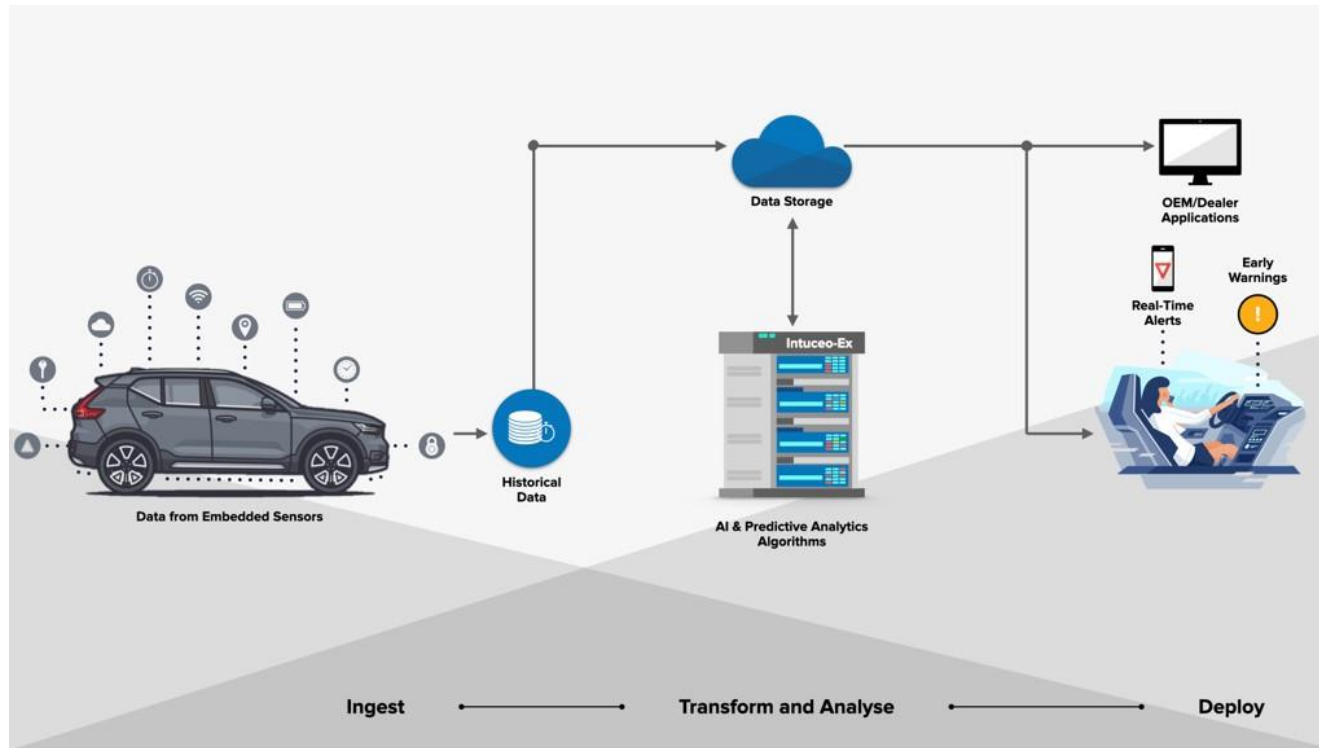 Data Storage
OEM/Dealer
Applications
Early
Warnings
Real-Time
Alerts
Intuceo-Ex
Historical
Data
Data from Embedded Sensors
AI & Predictive Analytics
Algorithms
Ingest
Transform and Analyse
Deploy